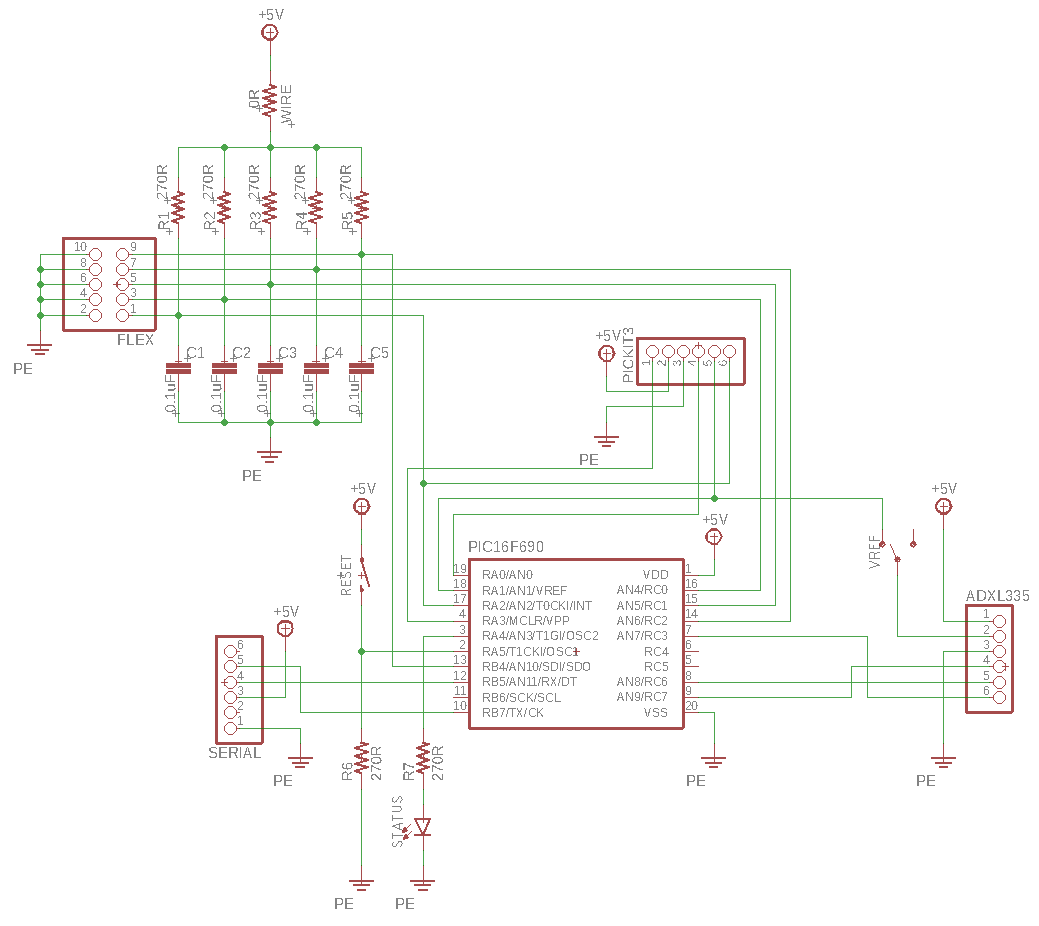 +5V
0R
WIRE
270R
270R
270R
270R
270R
R1
R2
R3
R4
R5
10
9
8
7
6
5
4
3
2
1
FLEX
PE
C1
C2
C3
C4
C5
0.1uF
0.1uF
0.1uF
0.1uF
0.1uF
PE
+5V
PICKIT3
1
2
3
4
5
6
PE
+5V
RESET
+5V
PIC16F690
+5V
VREF
+5V
19
RA0/AN0
VDD
1
18
RA1/AN1/VREF
AN4/RC0
16
17
RA2/AN2/T0CKI/INT
AN5/RC1
15
4
RA3/MCLR/VPP
AN6/RC2
14
3
RA4/AN3/T1GI/OSC2
AN7/RC3
7
2
RA5/T1CKI/OSC1
RC4
6
13
RB4/AN10/SDI/SDO
RC5
5
12
RB5/AN11/RX/DT
AN8/RC6
8
11
RB6/SCK/SCL
AN9/RC7
9
10
RB7/TX/CK
VSS
20
ADXL335
1
2
3
4
5
6
6
5
4
3
2
1
SERIAL
PE
R6
270R
R7
270R
PE
PE
STATUS
PE
PE